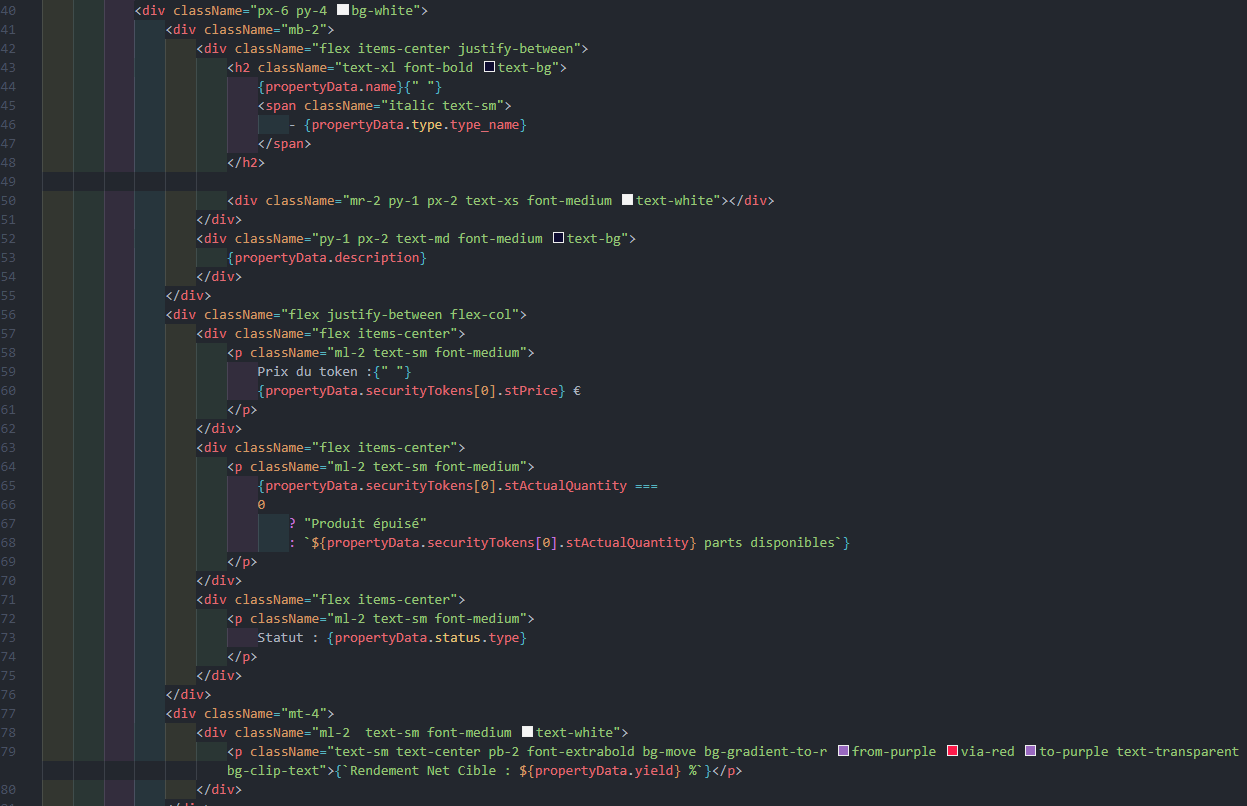 40 <div className="px-6 py-4 bg-white">
41 <div className="mb-2">
42 <div className="flex items-center justify-between">
43 <h2 className="text-xl font-bold text-bg">
44 {propertyData.name}{" "}
45 <span className="italic text-sm">
46 - {propertyData.type.type_name}
47 </span>
48 </h2>
49
50 <div className="mr-2 py-1 px-2 text-xs font-medium text-white"></div>
51 </div>
52 <div className="py-1 px-2 text-md font-medium text-bg">
53 {propertyData.description}
54 </div>
55 </div>
56 <div className="flex justify-between flex-col">
57 <div className="flex items-center">
58 <p className="ml-2 text-sm font-medium">
59 Prix du token :{" "}
60 {propertyData.securityTokens[0].stPrice} €
61 </p>
62 </div>
63 <div className="flex items-center">
64 <p className="ml-2 text-sm font-medium">
65 {propertyData.securityTokens[0].stActualQuantity ===
66 0
67 ? "Produit épuisé"
68 : `${propertyData.securityTokens[0].stActualQuantity} parts disponibles`}
69 </p>
70 </div>
71 <div className="flex items-center">
72 <p className="ml-2 text-sm font-medium">
73 Statut : {propertyData.status.type}
74 </p>
75 </div>
76 </div>
77 <div className="mt-4">
78 <div className="ml-2  text-sm font-medium text-white">
79 <p className="text-sm text-center pb-2 font-extrabold bg-move bg-gradient-to-r from-purple via-red to-purple text-transparent
bg-clip-text">{`Rendement Net Cible : ${propertyData.yield} %`}</p>
80 </div>